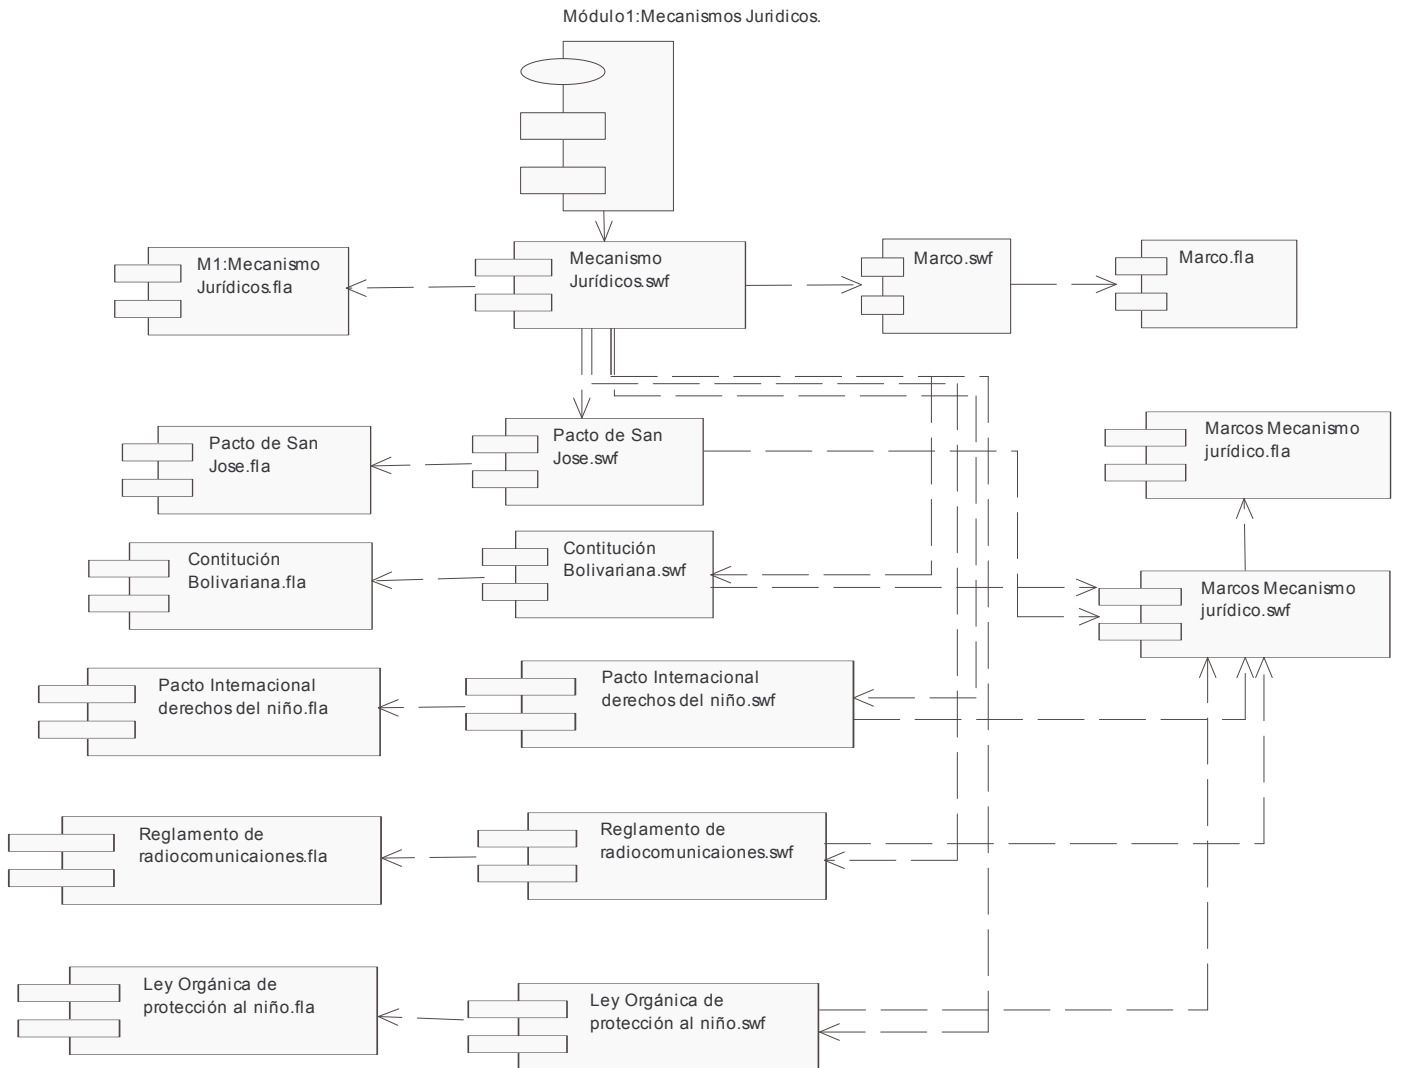 Módulo1:Mecanismos Juridicos.
M1:Mecanismo
Jurídicos.fla
Mecanismo
Jurídicos.swf
Marco.swf
Marco.fla
Pacto de San
Jose.fla
Pacto de San
Jose.swf
Marcos Mecanismo
jurídico.fla
Contitución
Bolivariana.fla
Contitución
Bolivariana.swf
Marcos Mecanismo
jurídico.swf
Pacto Internacional
derechos del niño.fla
Pacto Internacional
derechos del niño.swf
Reglamento de
radiocomunicaiones.fla
Reglamento de
radiocomunicaiones.swf
Ley Orgánica de
protección al niño.fla
Ley Orgánica de
protección al niño.swf